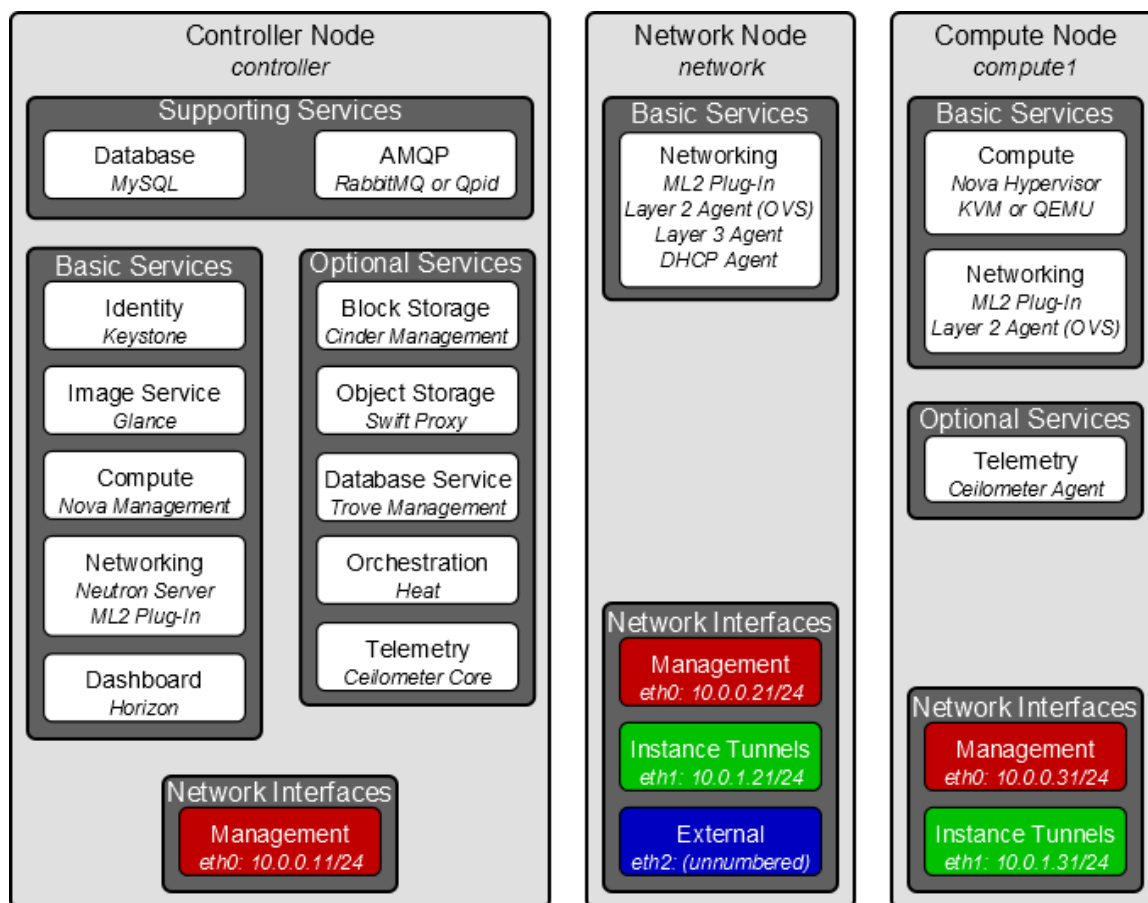 Controller Node
controller
Supporting Services
Database
MySQL
AMQP
RabbitMQ or Qpid
Basic Services
Identity
Keystone
Image Service
Glance
Compute
Nova Management
Networking
Neutron Server
ML2 Plug-In
Dashboard
Horizon
Optional Services
Block Storage
Cinder Management
Object Storage
Swift Proxy
Database Service
Trove Management
Orchestration
Heat
Telemetry
Ceilometer Core
Network Interfaces
Management
eth0: 10.0.0.11/24
Network Node
network
Basic Services
Networking
ML2 Plug-In
Layer 2 Agent (OVS)
Layer 3 Agent
DHCP Agent
Network Interfaces
Management
eth0: 10.0.0.21/24
Instance Tunnels
eth1: 10.0.1.21/24
External
eth2: (unnumbered)
Compute Node
compute1
Basic Services
Compute
Nova Hypervisor
KVM or QEMU
Networking
ML2 Plug-In
Layer 2 Agent (OVS)
Optional Services
Telemetry
Ceilometer Agent
Network Interfaces
Management
eth0: 10.0.0.31/24
Instance Tunnels
eth1: 10.0.1.31/24